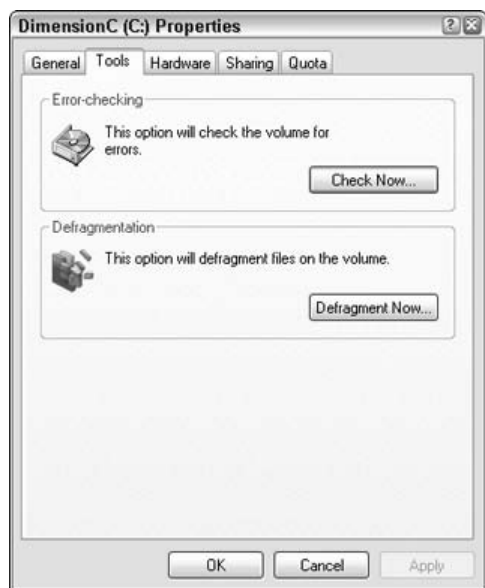 DimensionC (C:) Properties
General Tools Hardware Sharing Quota
Error-checking
This option will check the volume for
errors.
Check Now...
Defragmentation
This option will defragment files on the volume.
Defragment Now...
OK Cancel Apply